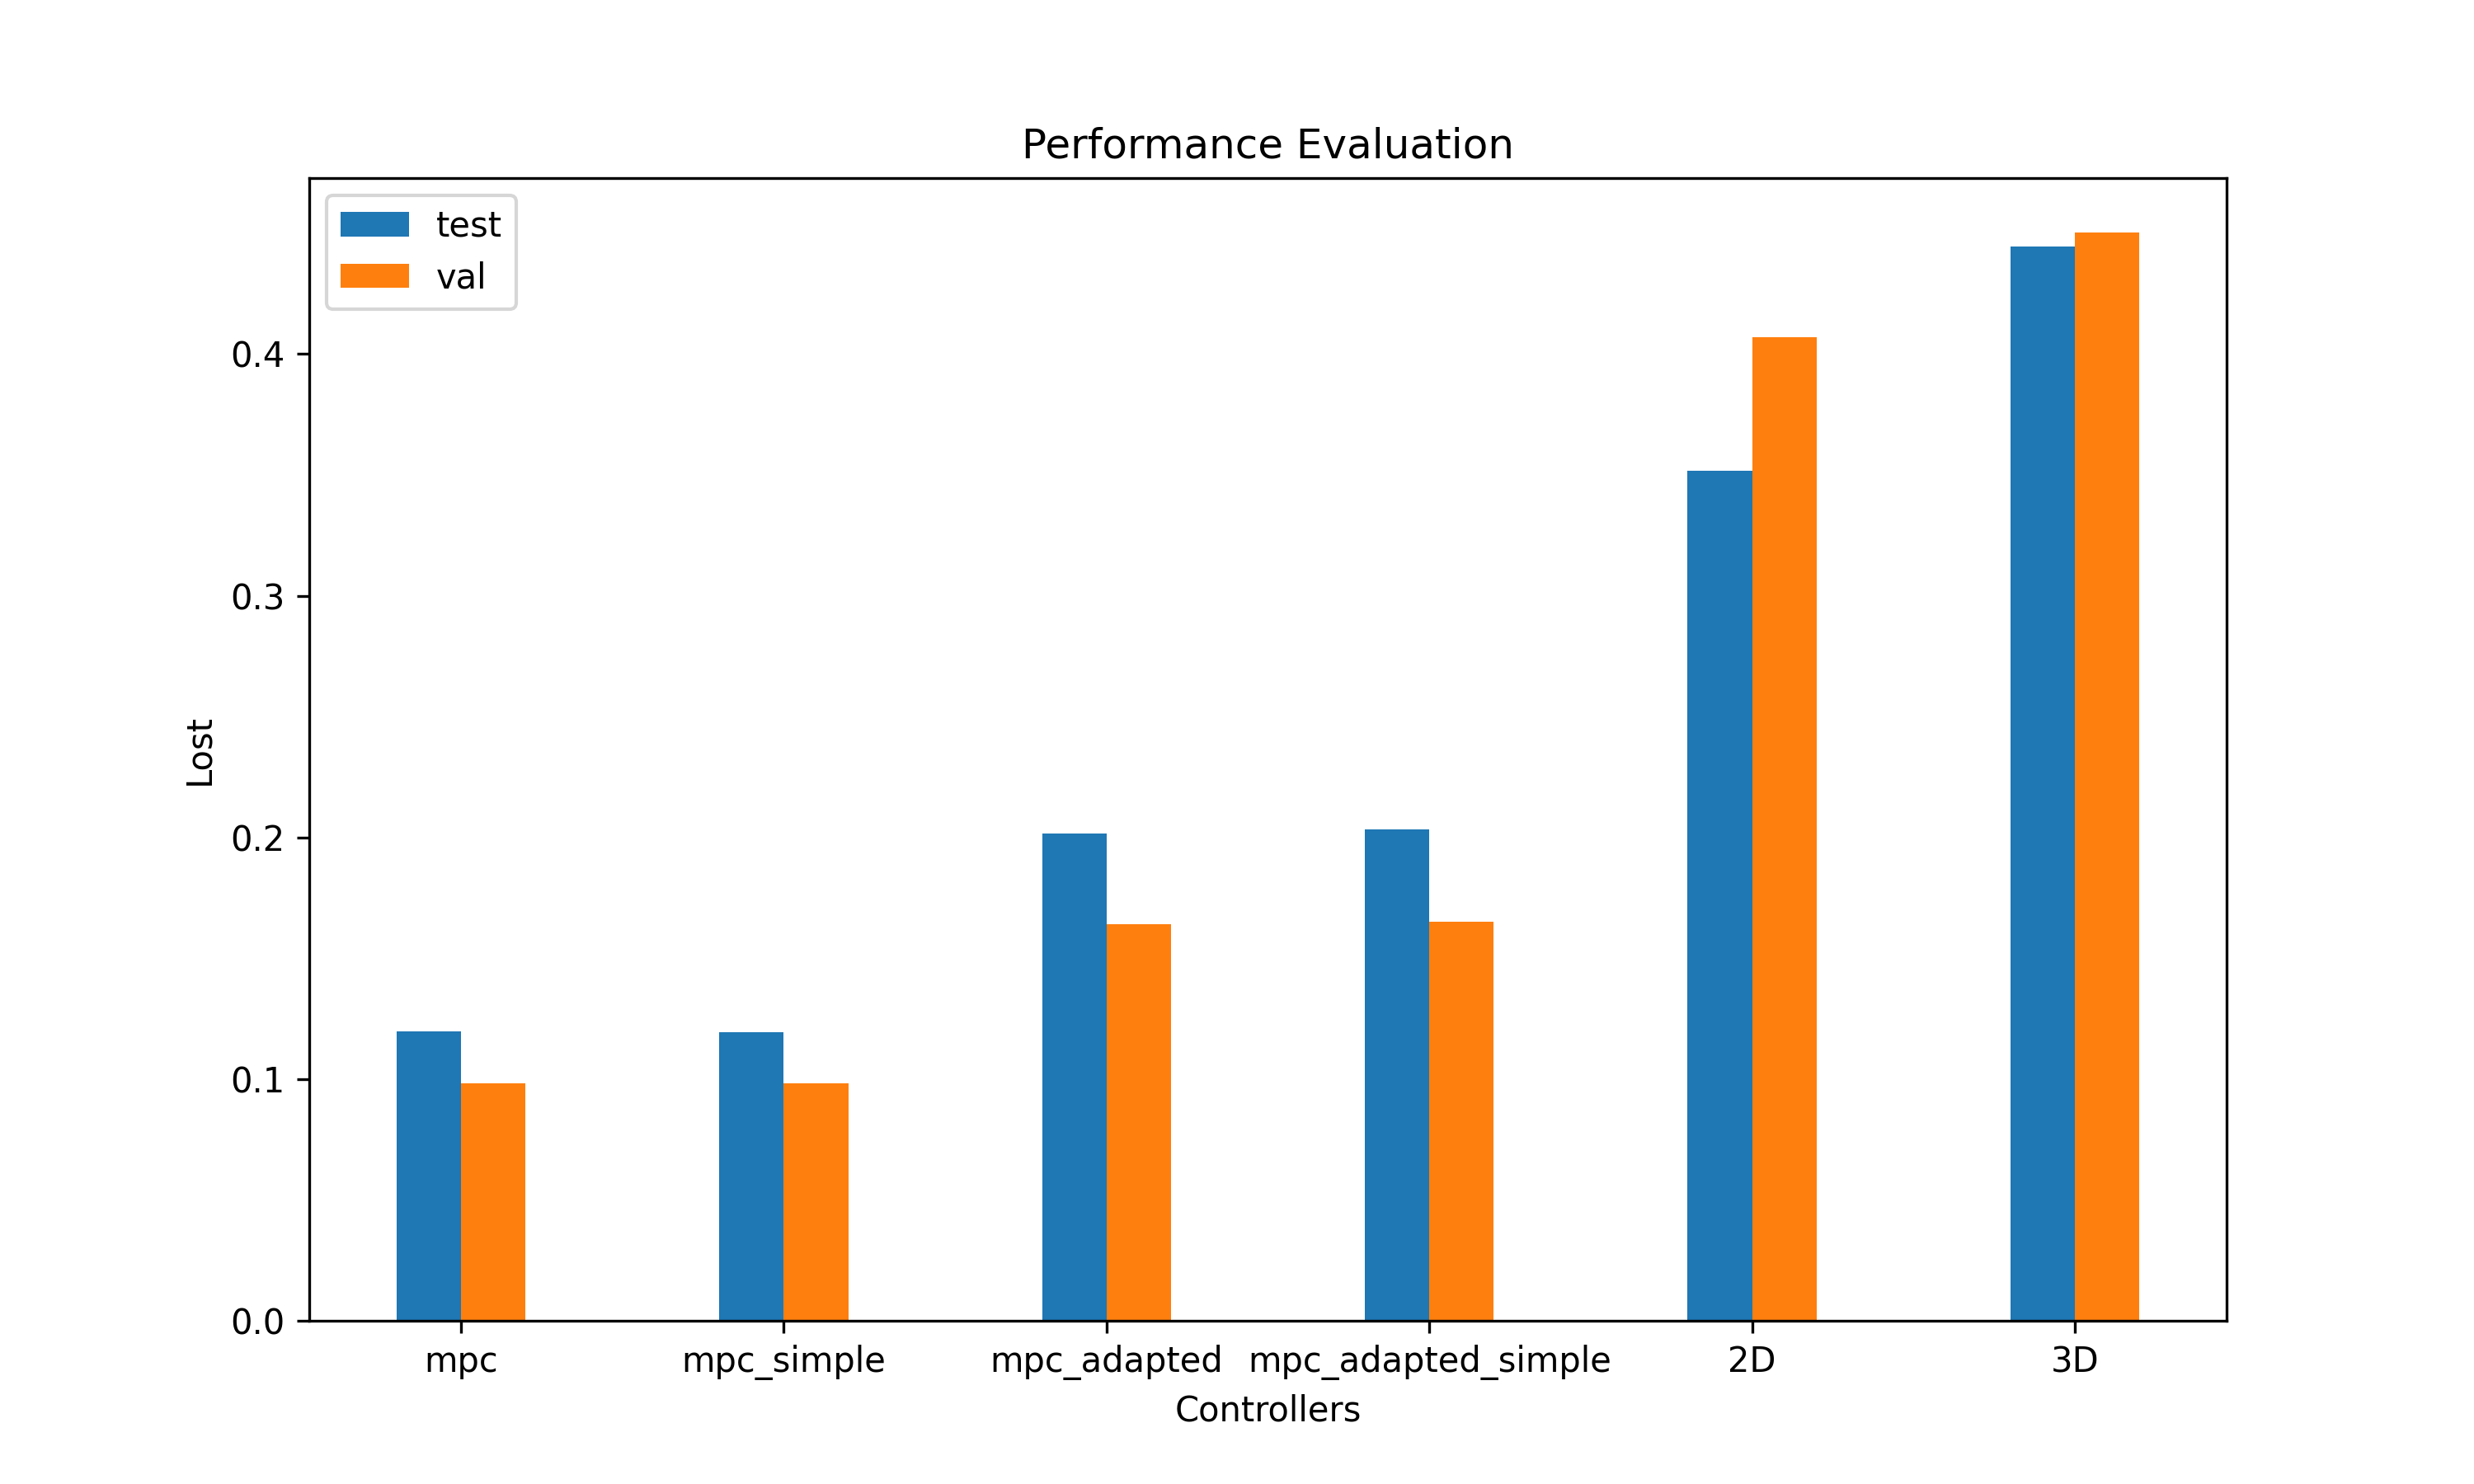 Performance Evaluation
test
val
0.4
0.3
0.2
0.1
0.0
Lost
mpc mpc_simple mpc_adapted mpc_adapted_simple 2D 3D
Controllers